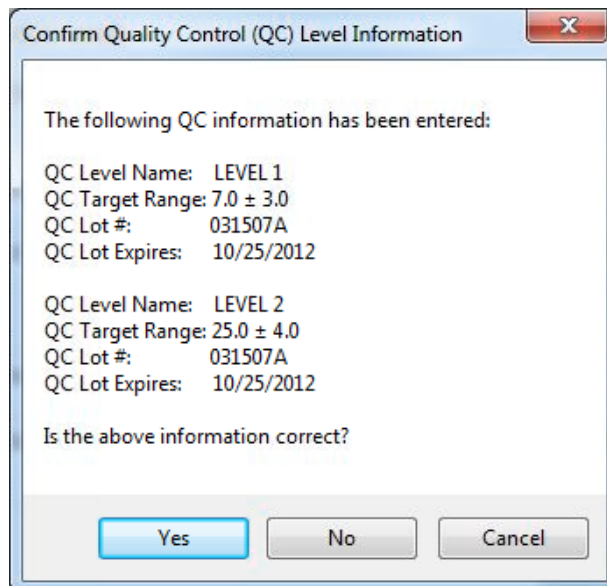 Confirm Quality Control (QC) Level Information
The following QC information has been entered:
QC Level Name: LEVEL 1
QC Target Range: 7.0 ± 3.0
QC Lot #: 031507A
QC Lot Expires: 10/25/2012
QC Level Name: LEVEL 2
QC Target Range: 25.0 ± 4.0
QC Lot #: 031507A
QC Lot Expires: 10/25/2012
Is the above information correct?
Yes No Cancel